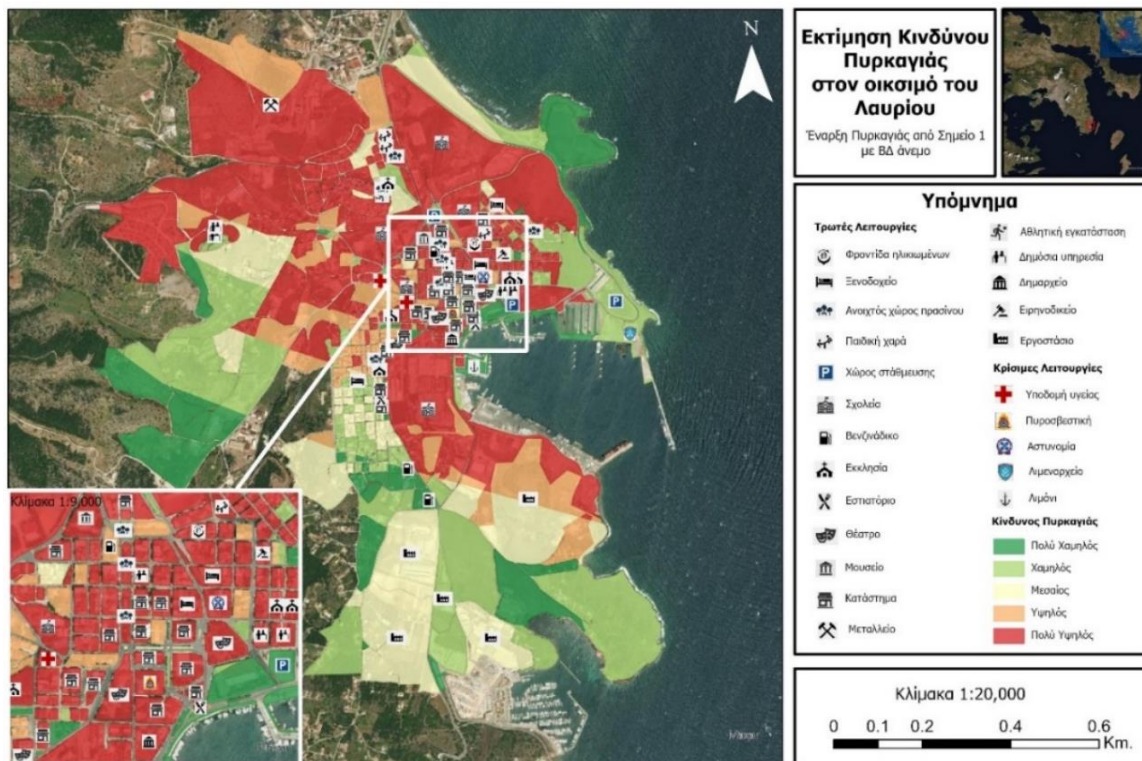 Εκτίμηση Κινδύνου
Πυρκαγιάς
στον οικσιμό του
Λαυρίου
Έναρξη Πυρκαγιάς από Σημείο 1
με ΒΔ άνεμο
N
Υπόμνημα
Τρωτές Λειτουργίες
Φροντίδα ηλικιωμένων
Ξενοδοχείο
Ανοιχτός χώρος πρασίνου
Παιδική χαρά
P
Χώρος στάθμευσης
Σχολεία
Βενζινάδικο
Εκκλησία
Εστιατόριο
Θέατρο
Μουσείο
Κατάστημα
Μεταλλείο
Αθλητική εγκατάσταση
Δημόσια υπηρεσία
Δημαρχείο
Ειρηνοδικείο
Εργοστάσιο
Κρίσιμες Λειτουργίες
Υποδομή υγείας
Πυροσβεστική
Αστυνομία
Λιμεναρχείο
Λιμόνι
Κίνδυνος Πυρκαγιάς
Πολύ Χαμηλός
Χαμηλός
Μεσαίος
Υψηλός
Πολύ Υψηλός
P
P
Κλίμακα 1:9,000
P
Κλίμακα 1:20,000
0 0.1 0.2 0.4 0.6
Km.